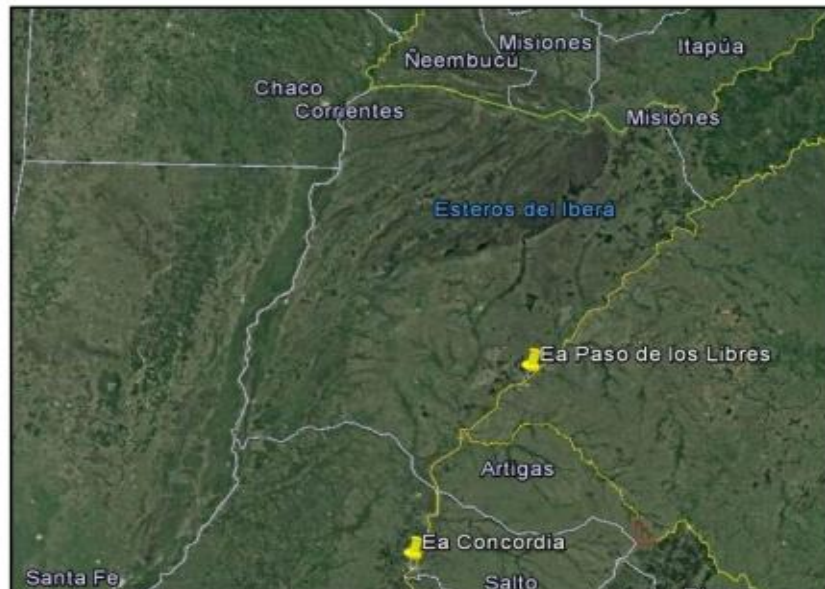 Misiones
Ñeembucú
Itapúa
Chaco
Corrientes
Misiónes
Esteros del Iberá
Ea Paso de los Libres
Artigas
Ea Concordia
Santa Fe
Salto